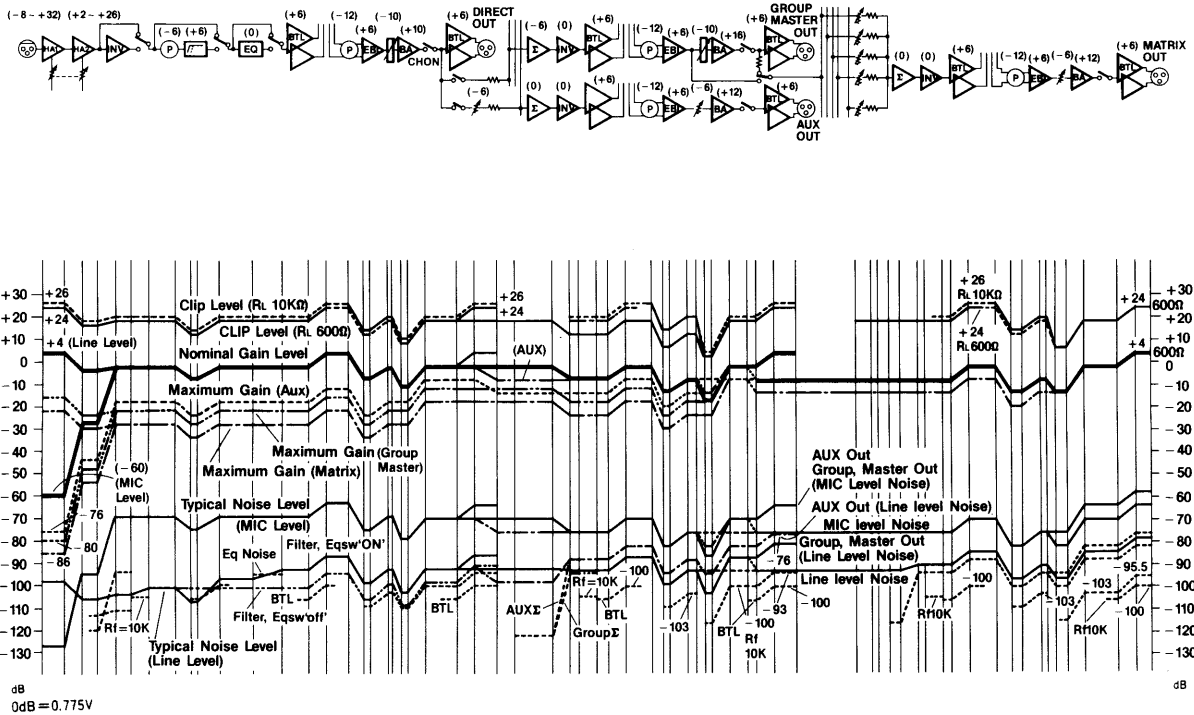 (−8 ~ +32) (+2 ~ +26) (−6) (+6) (0) (+6) (−12) (−10) (+6) (+10) (+6) DIRECT OUT (−6) (0) (+6) (−12) (+6) (−10) (+16) (+6) GROUP MASTER OUT
HA1 HA2 INV P EQ BTL P EB BA BTL Σ INV P EB BA BTL
CHON
(0) (0) (+6) (−12) (+6) (−6) (+12) (+6) MATRIX OUT
Σ INV BTL P EB BA BTL
(−6) (0) (0) (+6) (−12) (+6) (−6) (+12) (+6)
Σ INV P EB BA BTL
AUX OUT
+30
+20
+10
0
−10
−20
−30
−40
−50
−60
−70
−80
−90
−100
−110
−120
−130
dB
0dB=0.775V
+26
+24
+4 (Line Level)
Clip Level (RL 10KΩ)
CLIP Level (RL 600Ω)
Nominal Gain Level
Maximum Gain (Aux)
Maximum Gain (Group Master)
Maximum Gain (Matrix)
(−60)
(MIC
Level)
−76
−80
−86
Typical Noise Level
(MIC Level)
Filter, Eqsw‘ON’
Eq Noise
BTL
Filter, Eqsw‘off’
Rf=10K
Typical Noise Level
(Line Level)
BTL
+26
+24
(AUX)
AUXΣ
GroupΣ
Rf=10K
−100
BTL
−103
BTL
−100
Rf
10K
−93
−76
−100
AUX Out
Group, Master Out
(MIC Level Noise)
AUX Out (Line level Noise)
MIC level Noise
Group, Master Out
(Line Level Noise)
Line level Noise
+26
RL 10KΩ
+24
RL600Ω
Rf10K
−100
−103
−103
Rf10K
−95.5
−100
+24
600Ω
+4
600Ω
+30
+20
+10
0
−10
−20
−30
−40
−50
−60
−70
−80
−90
−100
−110
−120
−130
dB